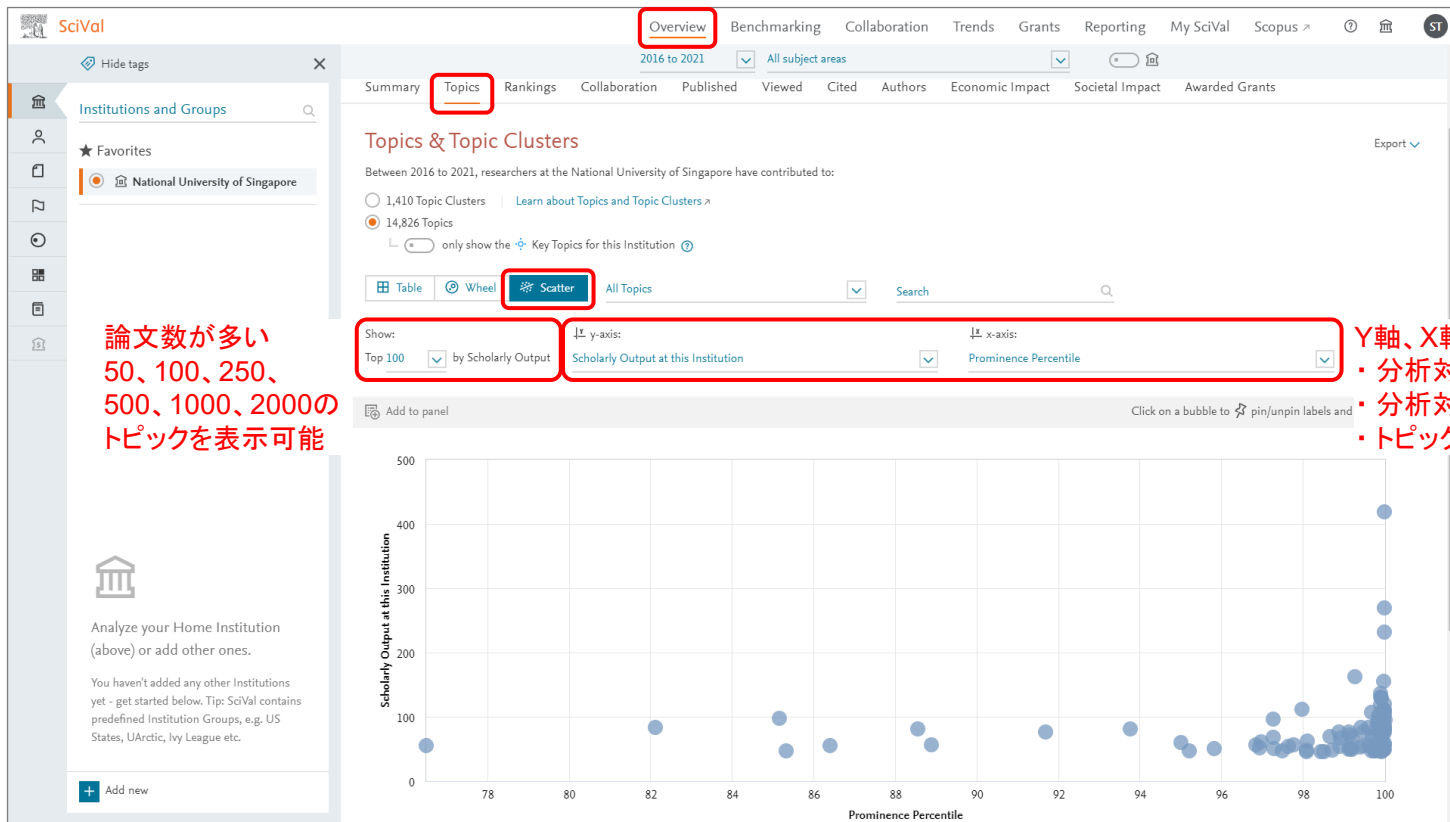 SciVal
Overview Benchmarking Collaboration Trends Grants Reporting My SciVal Scopus ↗ ST
Hide tags
2016 to 2021 All subject areas
Summary Topics Rankings Collaboration Published Viewed Cited Authors Economic Impact Societal Impact Awarded Grants
Institutions and Groups
★ Favorites
National University of Singapore
Topics & Topic Clusters
Export
Between 2016 to 2021, researchers at the National University of Singapore have contributed to:
1,410 Topic Clusters Learn about Topics and Topic Clusters ↗
14,826 Topics
only show the Key Topics for this Institution
Table Wheel Scatter All Topics Search
Show: y-axis: x-axis:
Top 100 by Scholarly Output Scholarly Output at this Institution Prominence Percentile
論文数が多い
50、100、250、
500、1000、2000の
トピックを表示可能
Y軸、X
・分析
・分析
・トピッ
Add to panel
Click on a bubble to pin/unpin labels and
500
400
300
200
100
0
Scholarly Output at this Institution
78 80 82 84 86 88 90 92 94 96 98 100
Prominence Percentile
Analyze your Home Institution
(above) or add other ones.
You haven't added any other Institutions
yet - get started below. Tip: SciVal contains
predefined Institution Groups, e.g. US
States, UArctic, Ivy League etc.
+ Add new